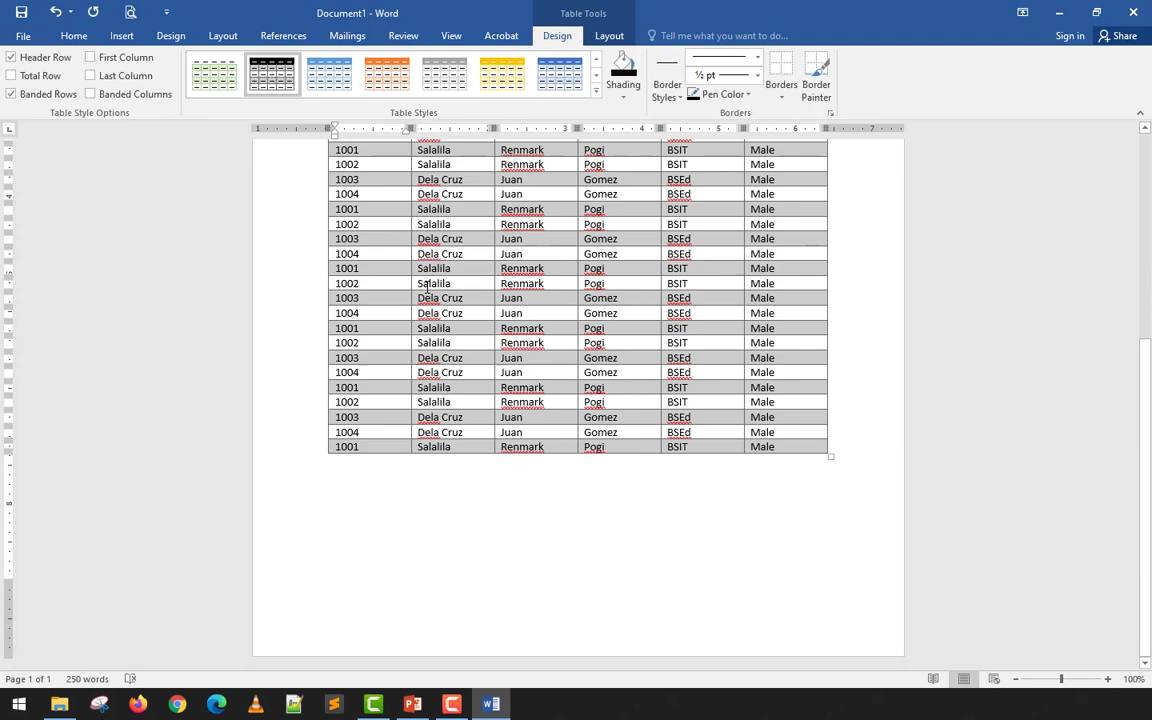 Document1 - Word
Table Tools
File Home Insert Design Layout References Mailings Review View Acrobat Design Layout Tell me what you want to do... Sign in Share
Header Row First Column
Total Row Last Column
Banded Rows Banded Columns
Table Style Options
Table Styles
Shading
Border Styles
½ pt
Pen Color
Borders
Border Painter
Borders
1 2 3 4 5 6 7
1001 Salalila Renmark Pogi BSIT Male
1002 Salalila Renmark Pogi BSIT Male
1003 Dela Cruz Juan Gomez BSEd Male
1004 Dela Cruz Juan Gomez BSEd Male
1001 Salalila Renmark Pogi BSIT Male
1002 Salalila Renmark Pogi BSIT Male
1003 Dela Cruz Juan Gomez BSEd Male
1004 Dela Cruz Juan Gomez BSEd Male
1001 Salalila Renmark Pogi BSIT Male
1002 Salalila Renmark Pogi BSIT Male
1003 Dela Cruz Juan Gomez BSEd Male
1004 Dela Cruz Juan Gomez BSEd Male
1001 Salalila Renmark Pogi BSIT Male
1002 Salalila Renmark Pogi BSIT Male
1003 Dela Cruz Juan Gomez BSEd Male
1004 Dela Cruz Juan Gomez BSEd Male
1001 Salalila Renmark Pogi BSIT Male
1002 Salalila Renmark Pogi BSIT Male
1003 Dela Cruz Juan Gomez BSEd Male
1004 Dela Cruz Juan Gomez BSEd Male
1001 Salalila Renmark Pogi BSIT Male
Page 1 of 1 250 words 100%